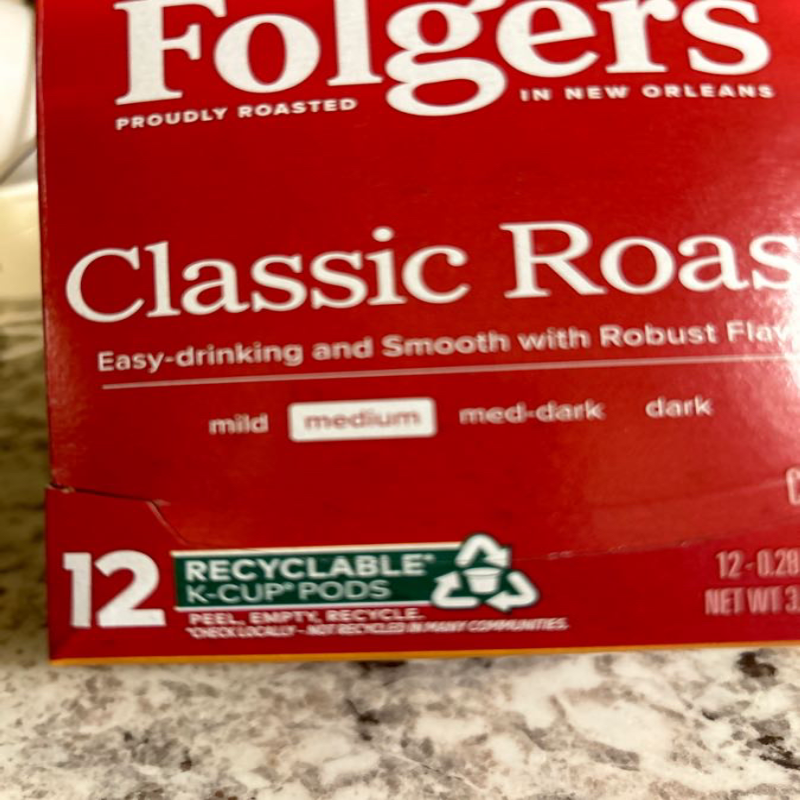 Folgers
PROUDLY ROASTED IN NEW ORLEANS
Classic Roas
Easy-drinking and Smooth with Robust Flav
mild medium med-dark dark
12 RECYCLABLE*
K-CUP® PODS
PEEL, EMPTY, RECYCLE.
*CHECK LOCALLY - NOT RECYCLED IN MANY COMMUNITIES.
12 - 0.28
NET WT 3.